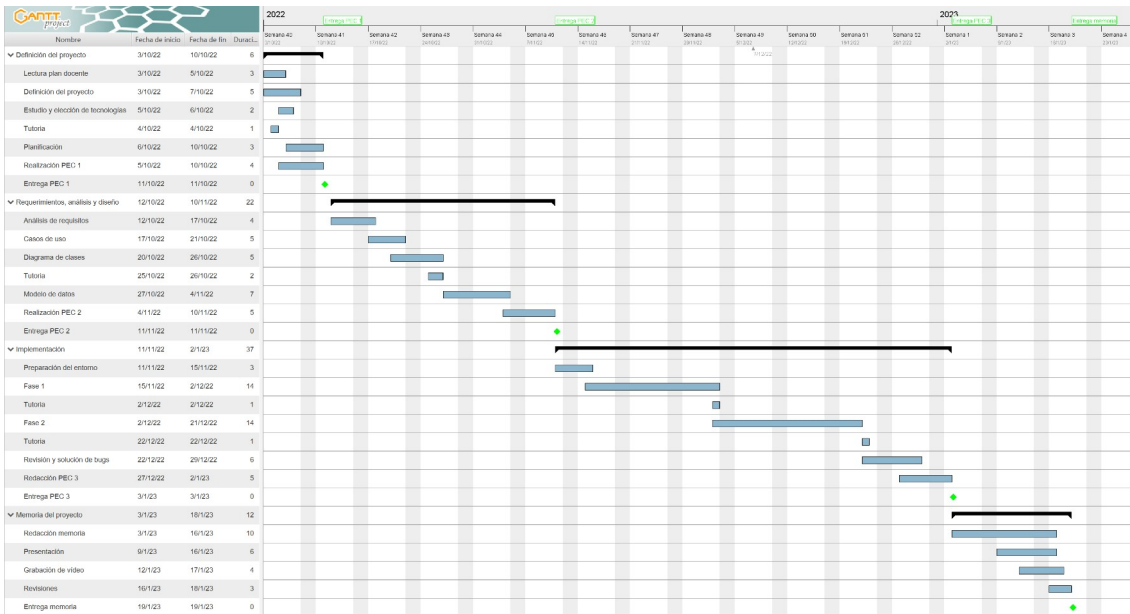 GANTT project
2022
2023
Entrega PEC 1
Entrega PEC 2
Entrega PEC 3
Entrega memoria
Nombre Fecha de inicio Fecha de fin Duraci...
Semana 40 Semana 41 Semana 42 Semana 43 Semana 44 Semana 45 Semana 46 Semana 47 Semana 48 Semana 49 Semana 50 Semana 51 Semana 52 Semana 1 Semana 2 Semana 3 Semana 4
7/12/22
Definición del proyecto 3/10/22 10/10/22 6
Lectura plan docente 3/10/22 5/10/22 3
Definición del proyecto 3/10/22 7/10/22 5
Estudio y elección de tecnologías 5/10/22 6/10/22 2
Tutoria 4/10/22 4/10/22 1
Planificación 6/10/22 10/10/22 3
Realización PEC 1 5/10/22 10/10/22 4
Entrega PEC 1 11/10/22 11/10/22 0
Requerimientos, análisis y diseño 12/10/22 10/11/22 22
Análisis de requisitos 12/10/22 17/10/22 4
Casos de uso 17/10/22 21/10/22 5
Diagrama de clases 20/10/22 26/10/22 5
Tutoria 25/10/22 26/10/22 2
Modelo de datos 27/10/22 4/11/22 7
Realización PEC 2 4/11/22 10/11/22 5
Entrega PEC 2 11/11/22 11/11/22 0
Implementación 11/11/22 2/1/23 37
Preparación del entorno 11/11/22 15/11/22 3
Fase 1 15/11/22 2/12/22 14
Tutoria 2/12/22 2/12/22 1
Fase 2 2/12/22 21/12/22 14
Tutoria 22/12/22 22/12/22 1
Revisión y solución de bugs 22/12/22 29/12/22 6
Redacción PEC 3 27/12/22 2/1/23 5
Entrega PEC 3 3/1/23 3/1/23 0
Memoria del proyecto 3/1/23 18/1/23 12
Redacción memoria 3/1/23 16/1/23 10
Presentación 9/1/23 16/1/23 6
Grabación de vídeo 12/1/23 17/1/23 4
Revisiones 16/1/23 18/1/23 3
Entrega memoria 19/1/23 19/1/23 0